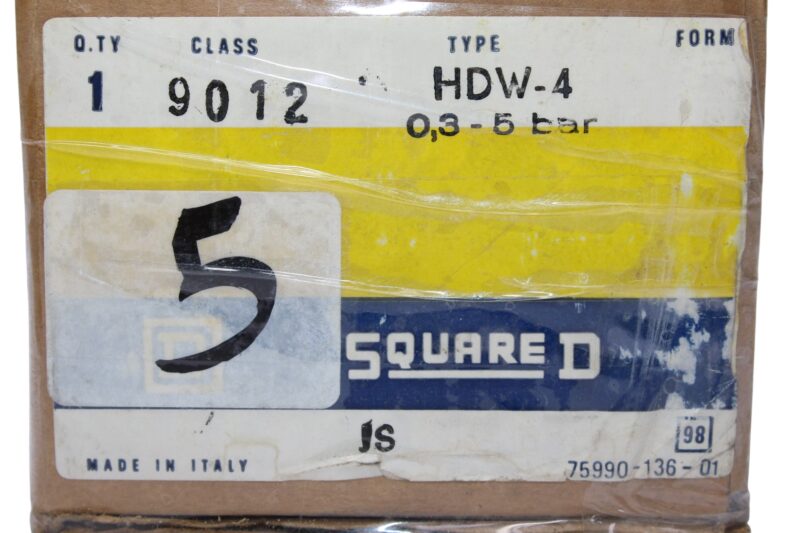 Q.TY CLASS TYPE FORM
1 9012 HDW-4
0,3-5 bar
5
SQUARE D
JS
98
MADE IN ITALY 75990-136-01